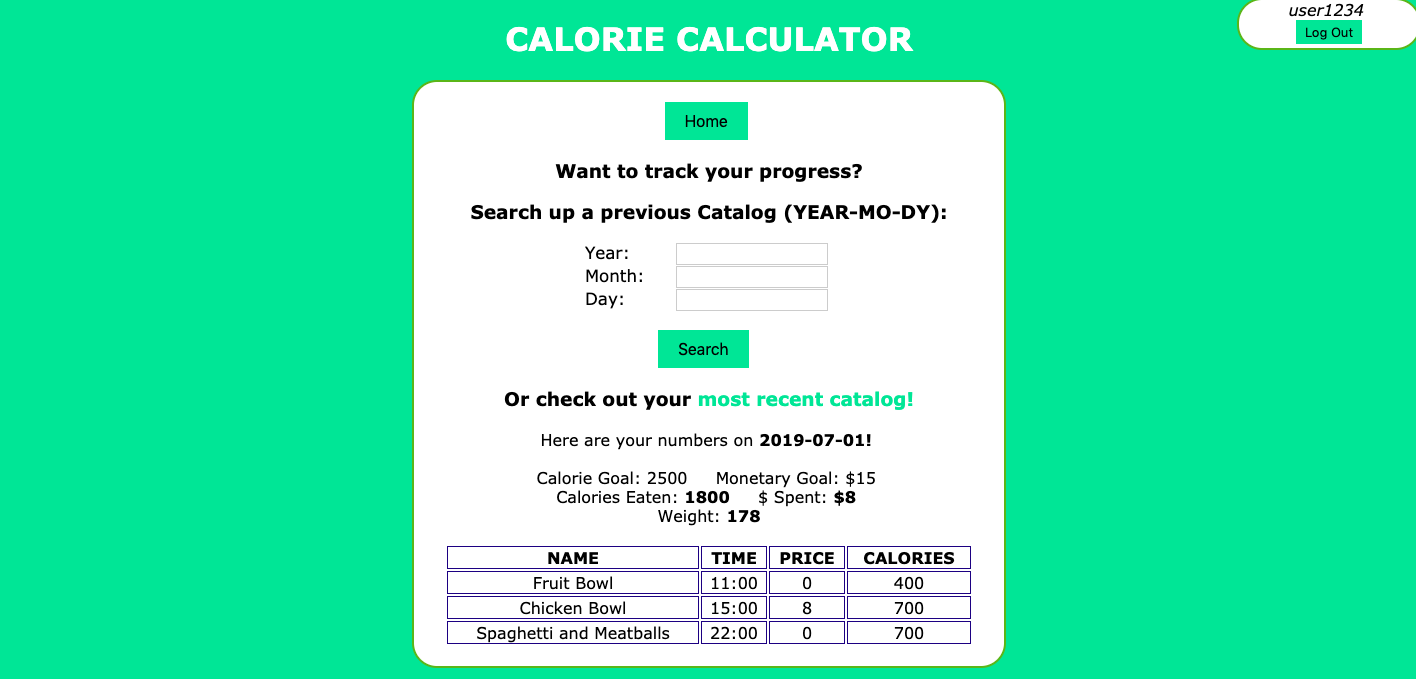 user1234
Log Out
CALORIE CALCULATOR
Home
Want to track your progress?
Search up a previous Catalog (YEAR-MO-DY):
Year:
Month:
Day:
Search
Or check out your most recent catalog!
Here are your numbers on 2019-07-01!
Calorie Goal: 2500 Monetary Goal: $15
Calories Eaten: 1800 $ Spent: $8
Weight: 178
NAME TIME PRICE CALORIES
Fruit Bowl 11:00 0 400
Chicken Bowl 15:00 8 700
Spaghetti and Meatballs 22:00 0 700